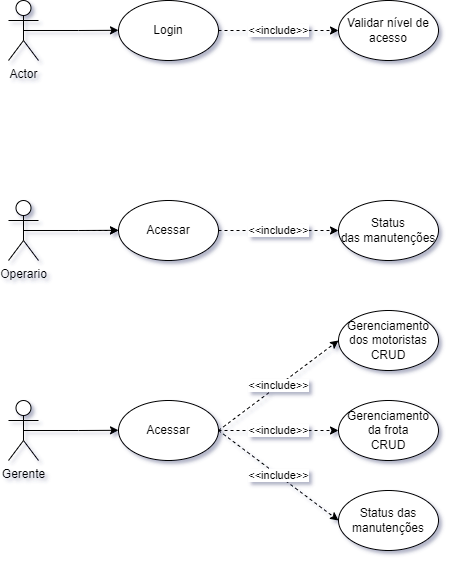 Login
<<include>>
Validar nível de
acesso
Actor
Acessar
<<include>>
Status
das manutenções
Operario
Gerenciamento
dos motoristas
CRUD
<<include>>
Acessar
<<include>>
Gerenciamento
da frota
CRUD
Gerente
<<include>>
Status das
manutenções